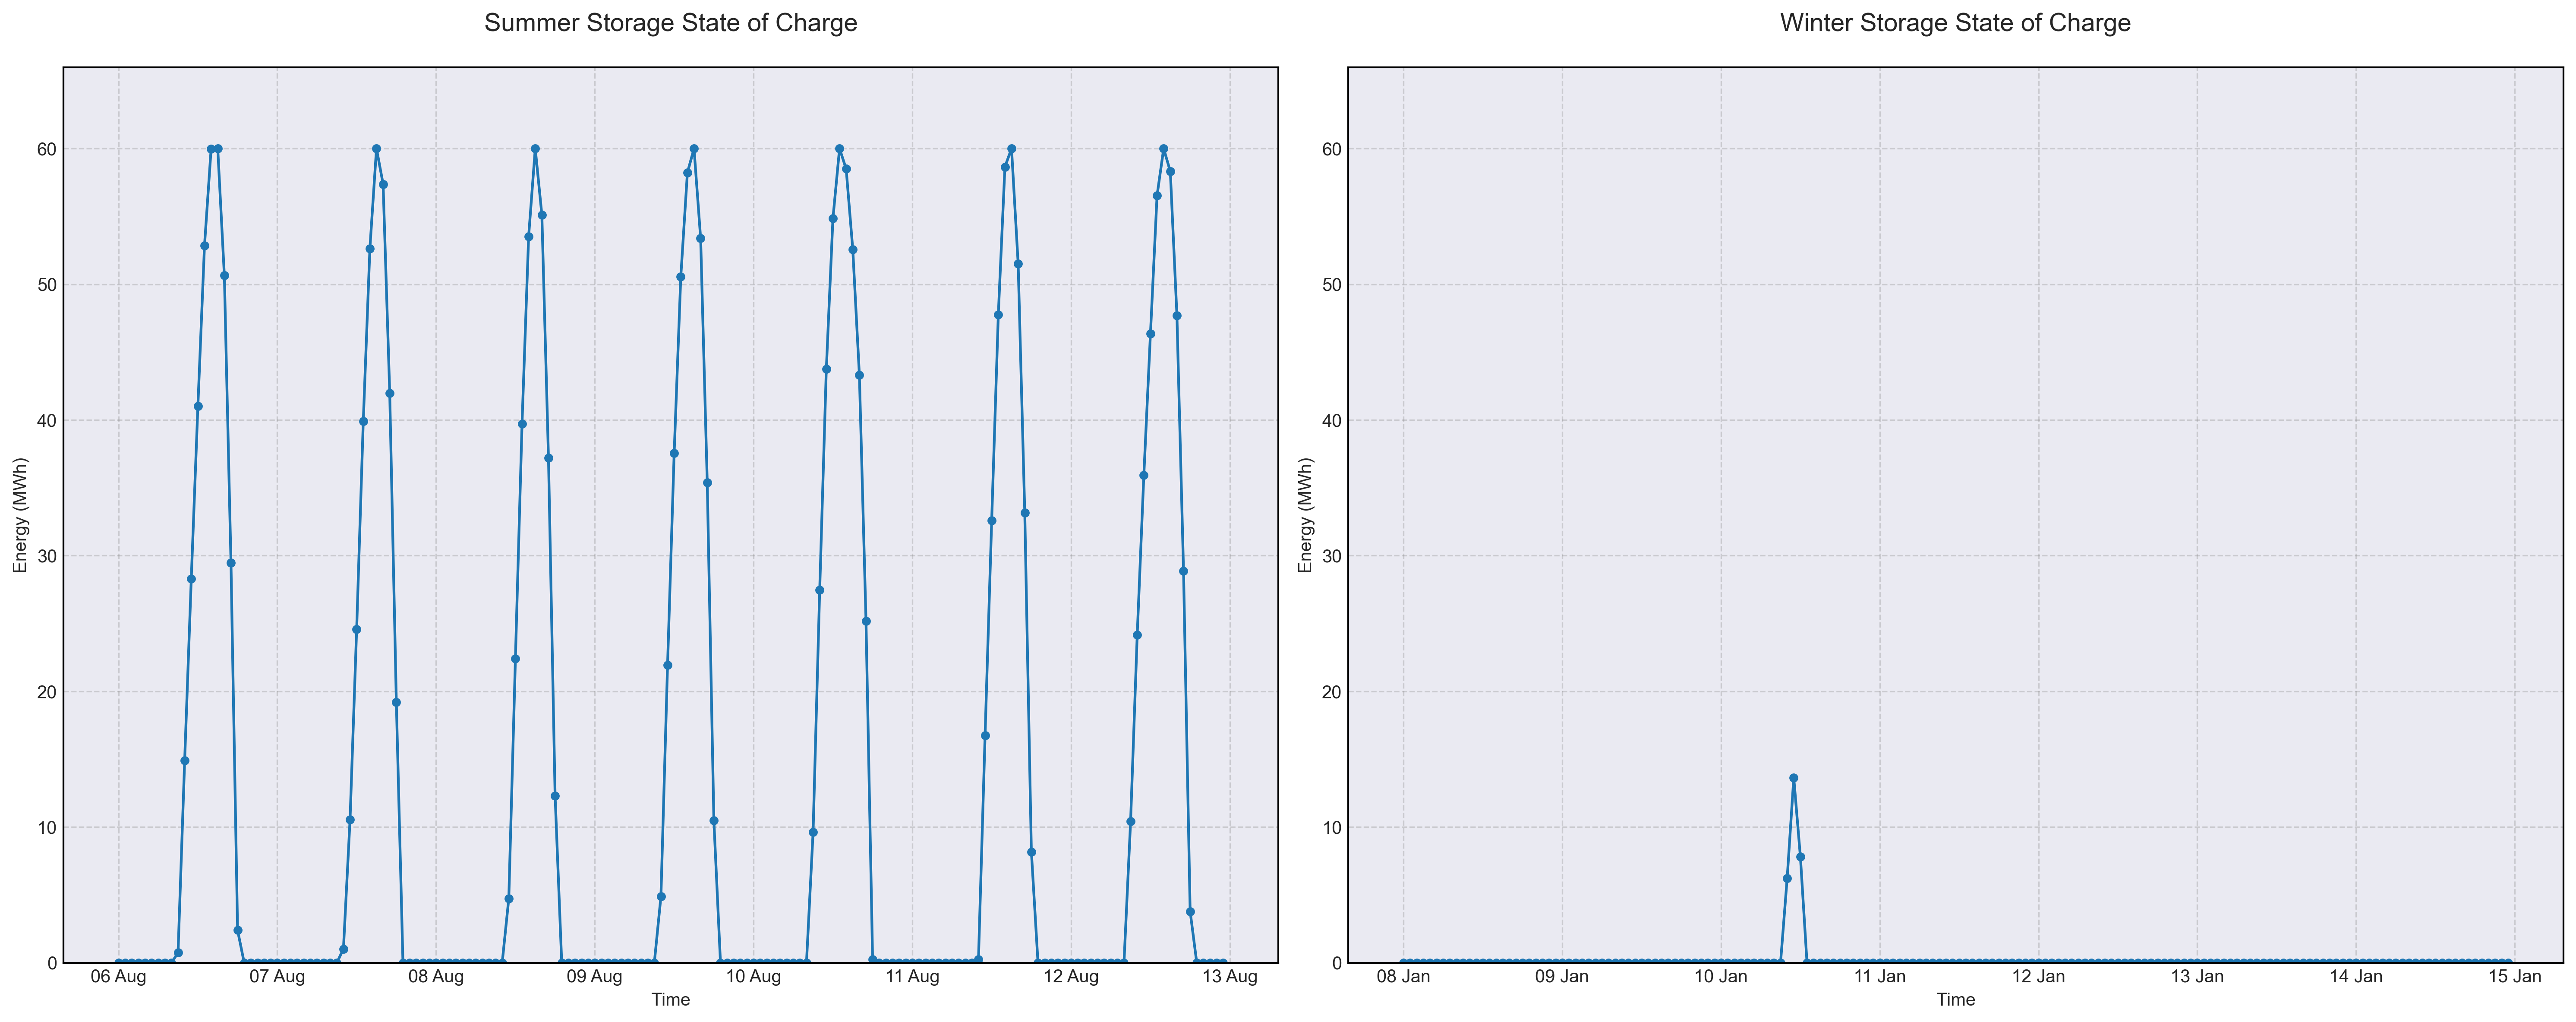 Summer Storage State of Charge
Energy (MWh)
60
50
40
30
20
10
0
06 Aug 07 Aug 08 Aug 09 Aug 10 Aug 11 Aug 12 Aug 13 Aug
Time
Winter Storage State of Charge
Energy (MWh)
60
50
40
30
20
10
0
08 Jan 09 Jan 10 Jan 11 Jan 12 Jan 13 Jan 14 Jan 15 Jan
Time